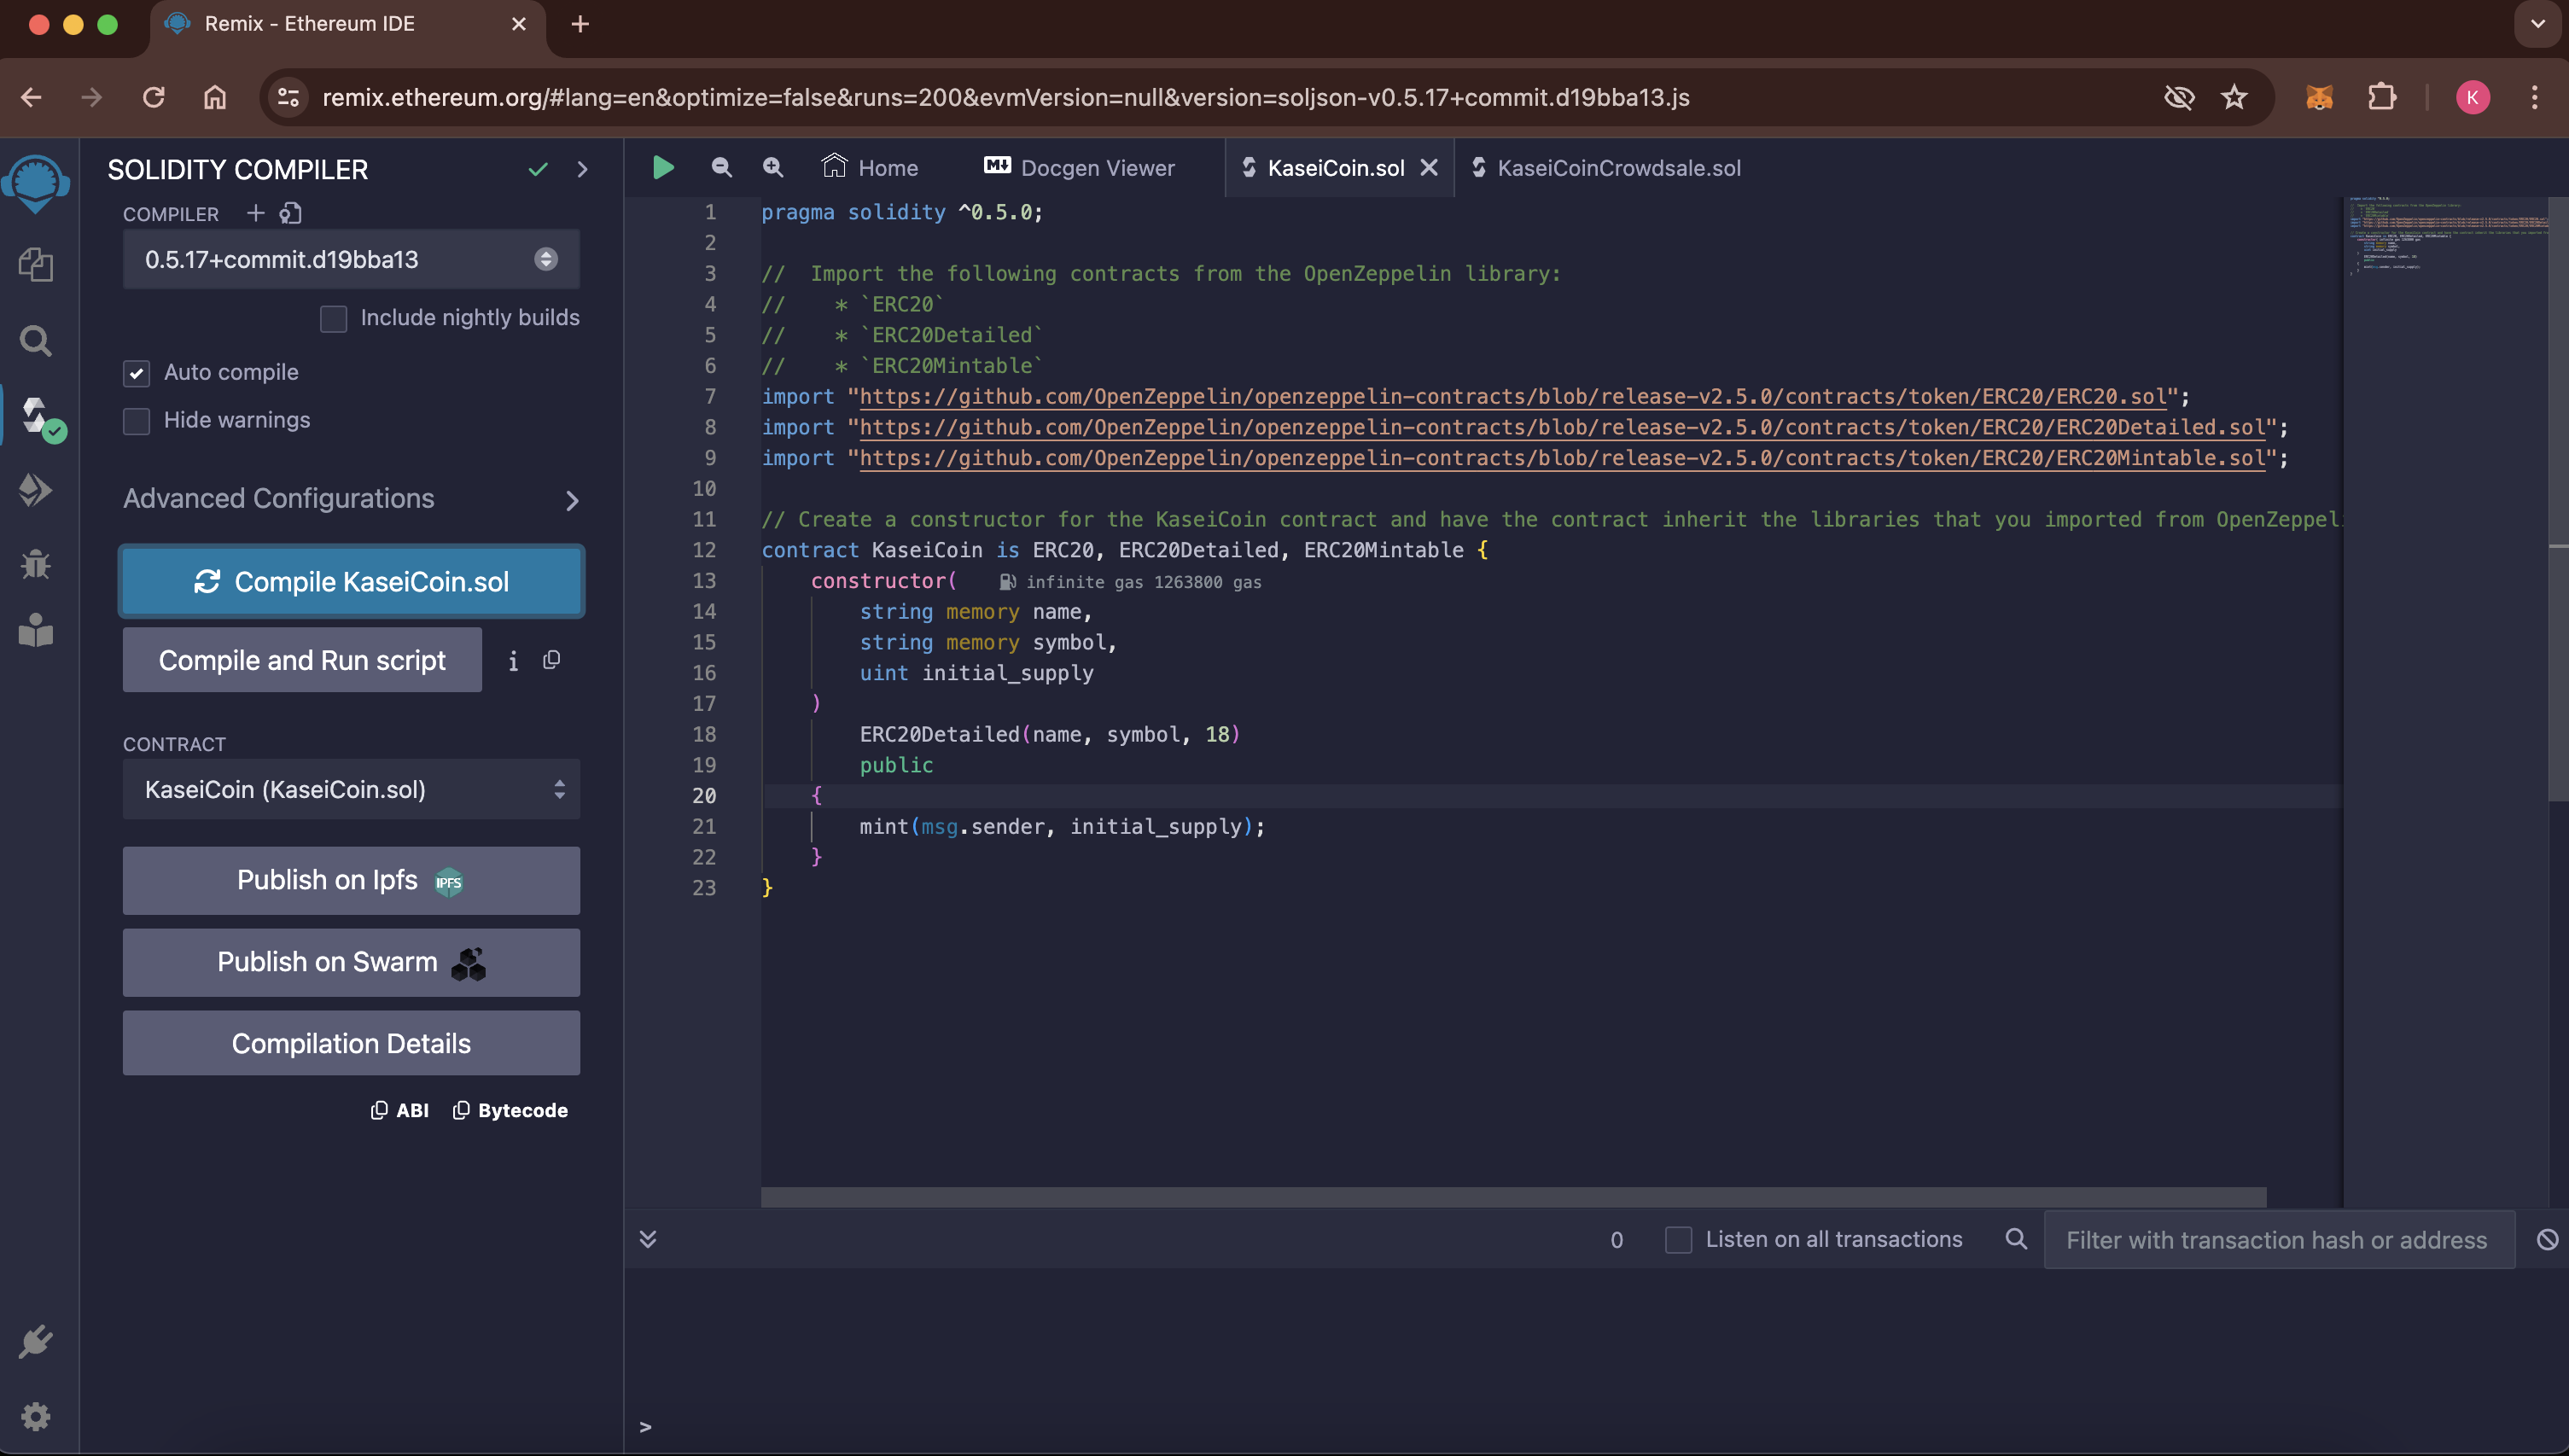 Remix - Ethereum IDE
remix.ethereum.org/#lang=en&optimize=false&runs=200&evmVersion=null&version=soljson-v0.5.17+commit.d19bba13.js
K
SOLIDITY COMPILER
COMPILER
0.5.17+commit.d19bba13
Include nightly builds
Auto compile
Hide warnings
Advanced Configurations
Compile KaseiCoin.sol
Compile and Run script
CONTRACT
KaseiCoin (KaseiCoin.sol)
Publish on Ipfs
IPFS
Publish on Swarm
Compilation Details
ABI Bytecode
Home Docgen Viewer KaseiCoin.sol KaseiCoinCrowdsale.sol
1 pragma solidity ^0.5.0;
2
3 //  Import the following contracts from the OpenZeppelin library:
4 //    * `ERC20`
5 //    * `ERC20Detailed`
6 //    * `ERC20Mintable`
7 import "https://github.com/OpenZeppelin/openzeppelin-contracts/blob/release-v2.5.0/contracts/token/ERC20/ERC20.sol";
8 import "https://github.com/OpenZeppelin/openzeppelin-contracts/blob/release-v2.5.0/contracts/token/ERC20/ERC20Detailed.sol";
9 import "https://github.com/OpenZeppelin/openzeppelin-contracts/blob/release-v2.5.0/contracts/token/ERC20/ERC20Mintable.sol";
10
11 // Create a constructor for the KaseiCoin contract and have the contract inherit the libraries that you imported from OpenZeppeli
12 contract KaseiCoin is ERC20, ERC20Detailed, ERC20Mintable {
13     constructor( infinite gas 1263800 gas
14         string memory name,
15         string memory symbol,
16         uint initial_supply
17     )
18         ERC20Detailed(name, symbol, 18)
19         public
20     {
21         mint(msg.sender, initial_supply);
22     }
23 }
0 Listen on all transactions Filter with transaction hash or address
>